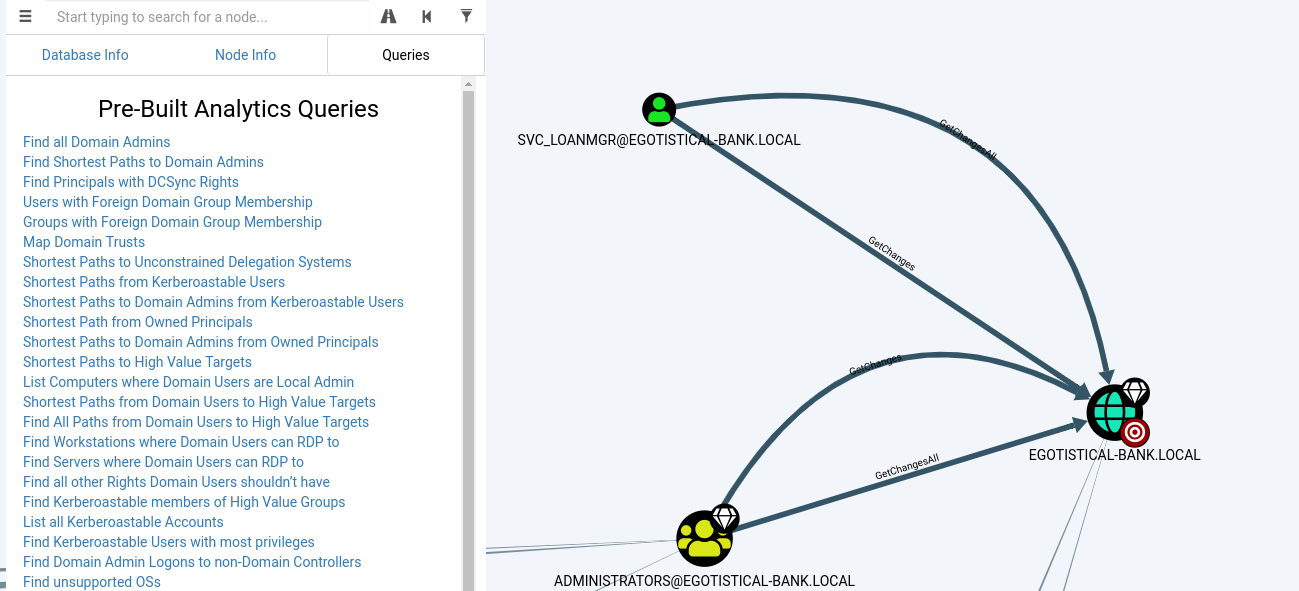 Start typing to search for a node...
Database Info
Node Info
Queries
Pre-Built Analytics Queries
Find all Domain Admins
Find Shortest Paths to Domain Admins
Find Principals with DCSync Rights
Users with Foreign Domain Group Membership
Groups with Foreign Domain Group Membership
Map Domain Trusts
Shortest Paths to Unconstrained Delegation Systems
Shortest Paths from Kerberoastable Users
Shortest Paths to Domain Admins from Kerberoastable Users
Shortest Path from Owned Principals
Shortest Paths to Domain Admins from Owned Principals
Shortest Paths to High Value Targets
List Computers where Domain Users are Local Admin
Shortest Paths from Domain Users to High Value Targets
Find All Paths from Domain Users to High Value Targets
Find Workstations where Domain Users can RDP to
Find Servers where Domain Users can RDP to
Find all other Rights Domain Users shouldn't have
Find Kerberoastable members of High Value Groups
List all Kerberoastable Accounts
Find Kerberoastable Users with most privileges
Find Domain Admin Logons to non-Domain Controllers
Find unsupported OSs
SVC_LOANMGR@EGOTISTICAL-BANK.LOCAL
GetChangesAll
GetChanges
GetChanges
GetChangesAll
EGOTISTICAL-BANK.LOCAL
ADMINISTRATORS@EGOTISTICAL-BANK.LOCAL